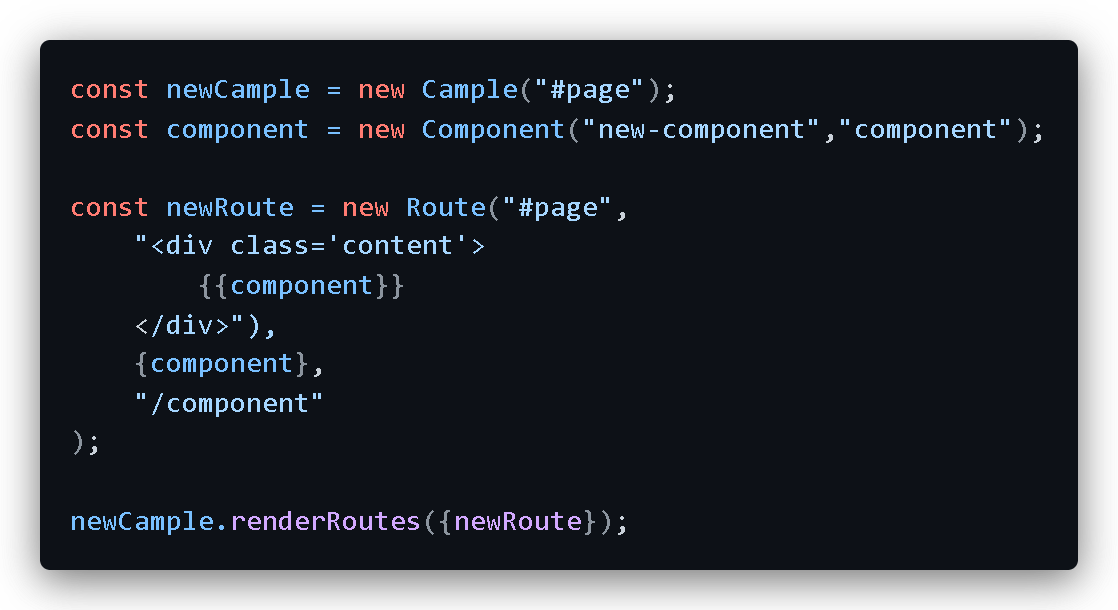 const newCample = new Cample("#page");
const component = new Component("new-component","component");
const newRoute = new Route("#page",
"<div class='content'>
{{component}}
</div>"),
{component},
"/component"
);
newCample.renderRoutes({newRoute});